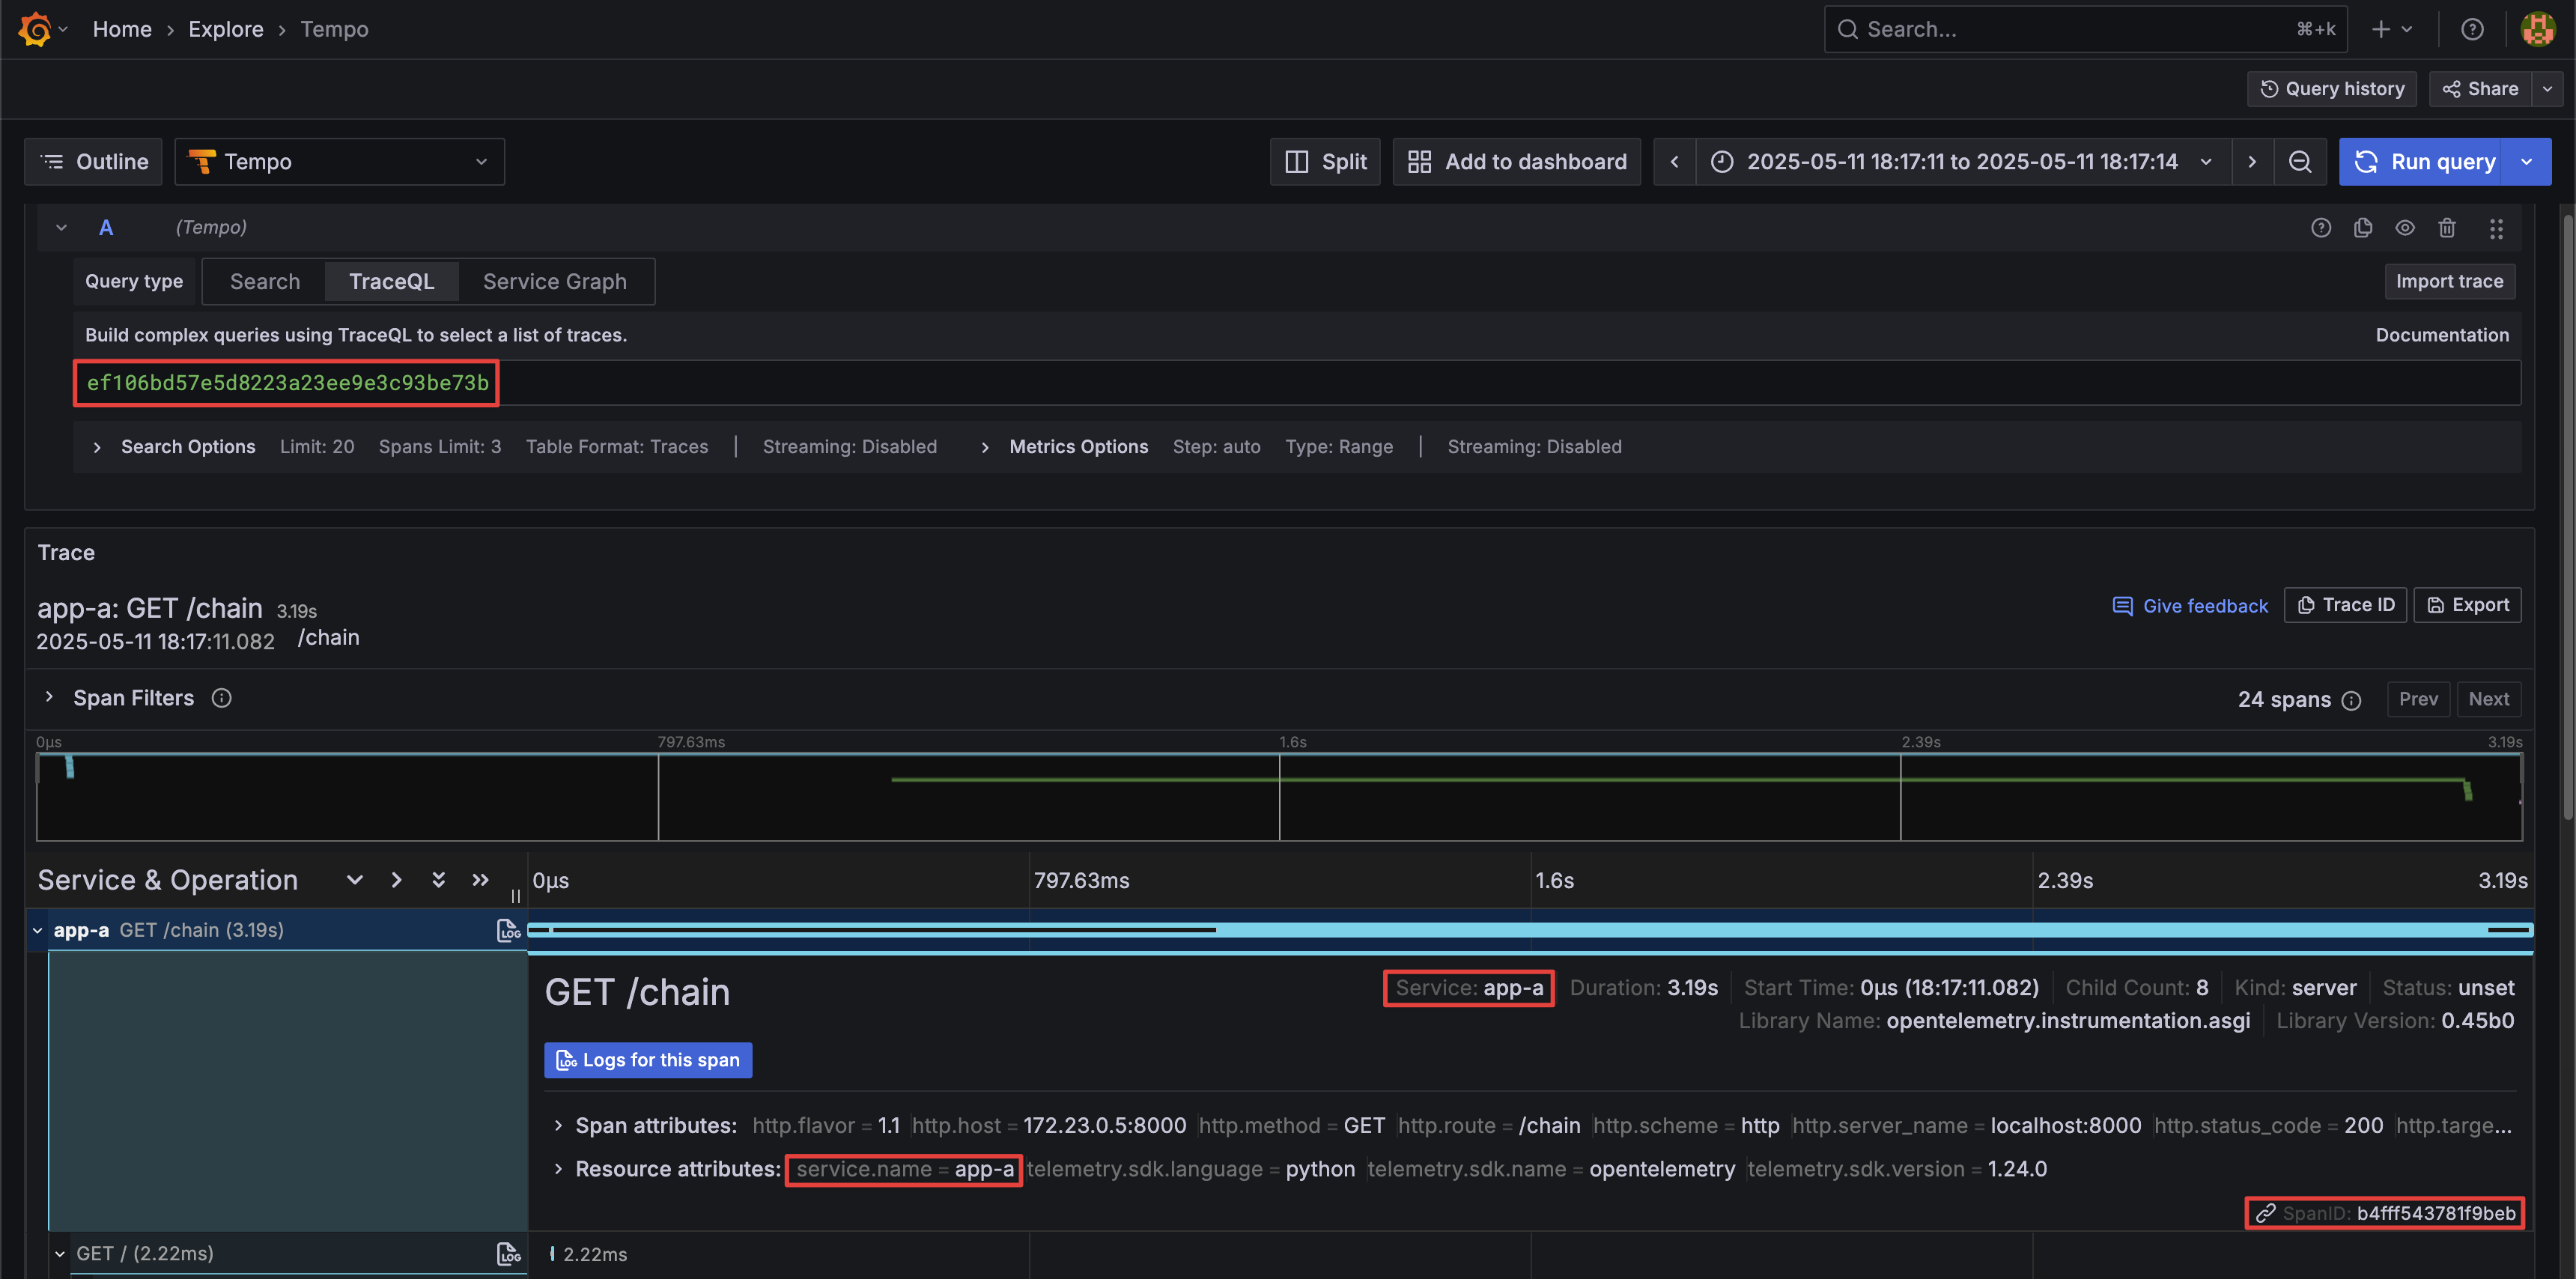 Home › Explore › Tempo
Search... ⌘+k
Query history Share
Outline Tempo Split Add to dashboard 2025-05-11 18:17:11 to 2025-05-11 18:17:14 Run query
A (Tempo)
Query type Search TraceQL Service Graph Import trace
Build complex queries using TraceQL to select a list of traces. Documentation
ef106bd57e5d8223a23ee9e3c93be73b
Search Options Limit: 20 Spans Limit: 3 Table Format: Traces | Streaming: Disabled Metrics Options Step: auto Type: Range | Streaming: Disabled
Trace
app-a: GET /chain 3.19s
Give feedback Trace ID Export
2025-05-11 18:17:11.082 /chain
Span Filters 24 spans Prev Next
0μs 797.63ms 1.6s 2.39s 3.19s
Service & Operation 0μs 797.63ms 1.6s 2.39s 3.19s
app-a GET /chain (3.19s) LOG
GET /chain Service: app-a Duration: 3.19s Start Time: 0μs (18:17:11.082) Child Count: 8 Kind: server Status: unset
Library Name: opentelemetry.instrumentation.asgi Library Version: 0.45b0
LOG Logs for this span
Span attributes: http.flavor = 1.1 http.host = 172.23.0.5:8000 http.method = GET http.route = /chain http.scheme = http http.server_name = localhost:8000 http.status_code = 200 http.targe...
Resource attributes: service.name = app-a telemetry.sdk.language = python telemetry.sdk.name = opentelemetry telemetry.sdk.version = 1.24.0
SpanID: b4fff543781f9beb
GET / (2.22ms) LOG 2.22ms